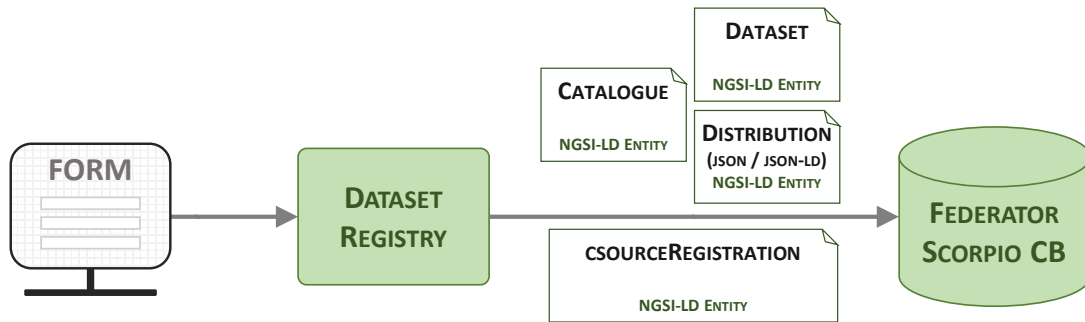 FORM
DATASET
REGISTRY
CATALOGUE
NGSI-LD ENTITY
DATASET
NGSI-LD ENTITY
DISTRIBUTION
(JSON / JSON-LD)
NGSI-LD ENTITY
CSOURCEREGISTRATION
NGSI-LD ENTITY
FEDERATOR
SCORPIO CB